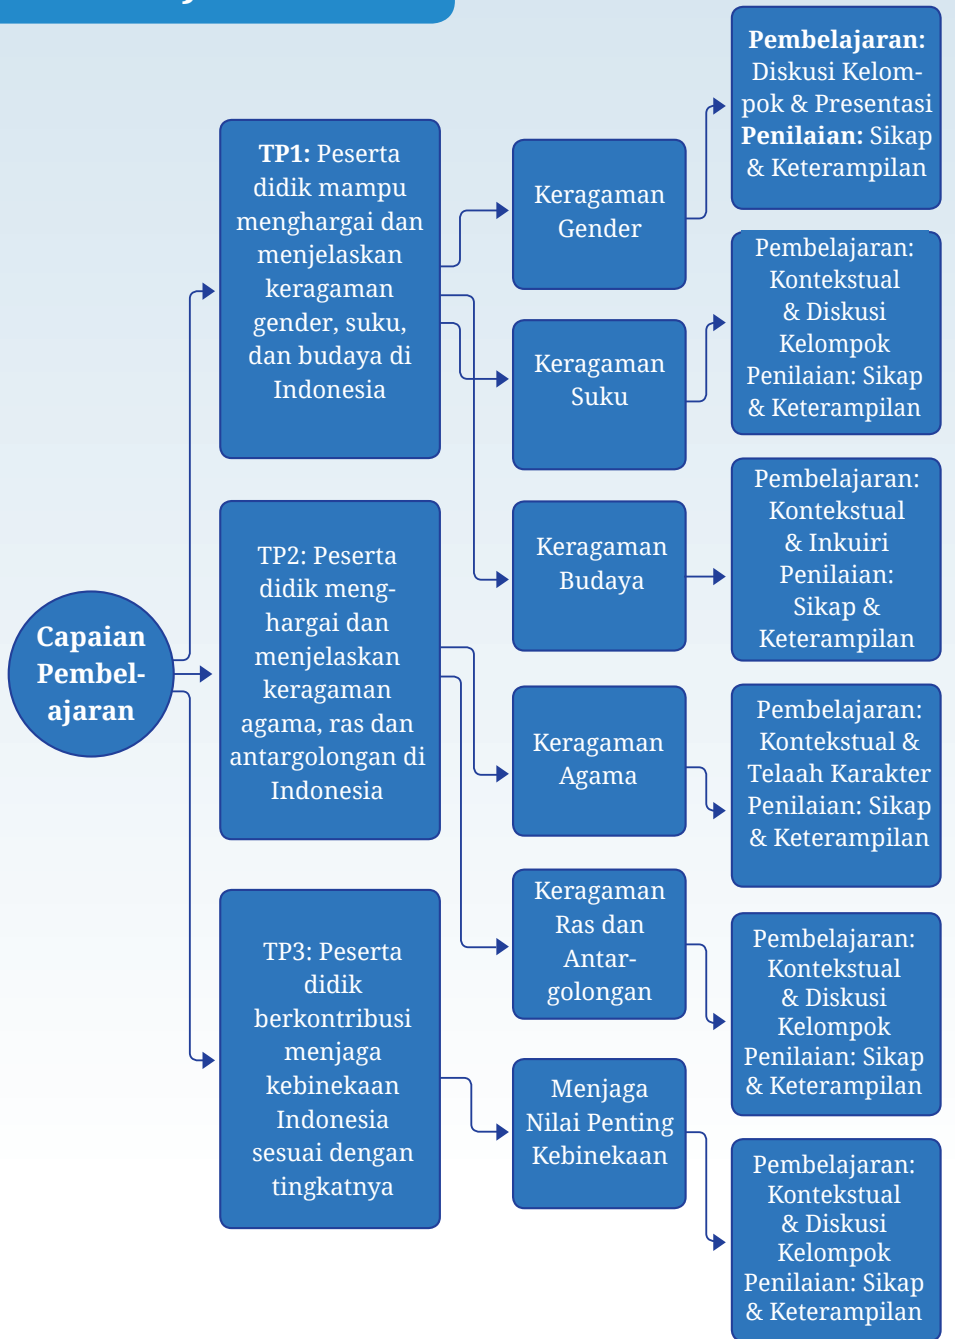 Capaian
Pembel-
ajaran
TP1: Peserta
didik mampu
menghargai dan
menjelaskan
keragaman
gender, suku,
dan budaya di
Indonesia
TP2: Peserta
didik meng-
hargai dan
menjelaskan
keragaman
agama, ras dan
antargolongan di
Indonesia
TP3: Peserta
didik
berkontribusi
menjaga
kebinekaan
Indonesia
sesuai dengan
tingkatnya
Keragaman
Gender
Keragaman
Suku
Keragaman
Budaya
Keragaman
Agama
Keragaman
Ras dan
Antar-
golongan
Menjaga
Nilai Penting
Kebinekaan
Pembelajaran:
Diskusi Kelom-
pok & Presentasi
Penilaian: Sikap
& Keterampilan
Pembelajaran:
Kontekstual
& Diskusi
Kelompok
Penilaian: Sikap
& Keterampilan
Pembelajaran:
Kontekstual
& Inkuiri
Penilaian:
Sikap &
Keterampilan
Pembelajaran:
Kontekstual &
Telaah Karakter
Penilaian: Sikap
& Keterampilan
Pembelajaran:
Kontekstual
& Diskusi
Kelompok
Penilaian: Sikap
& Keterampilan
Pembelajaran:
Kontekstual
& Diskusi
Kelompok
Penilaian: Sikap
& Keterampilan